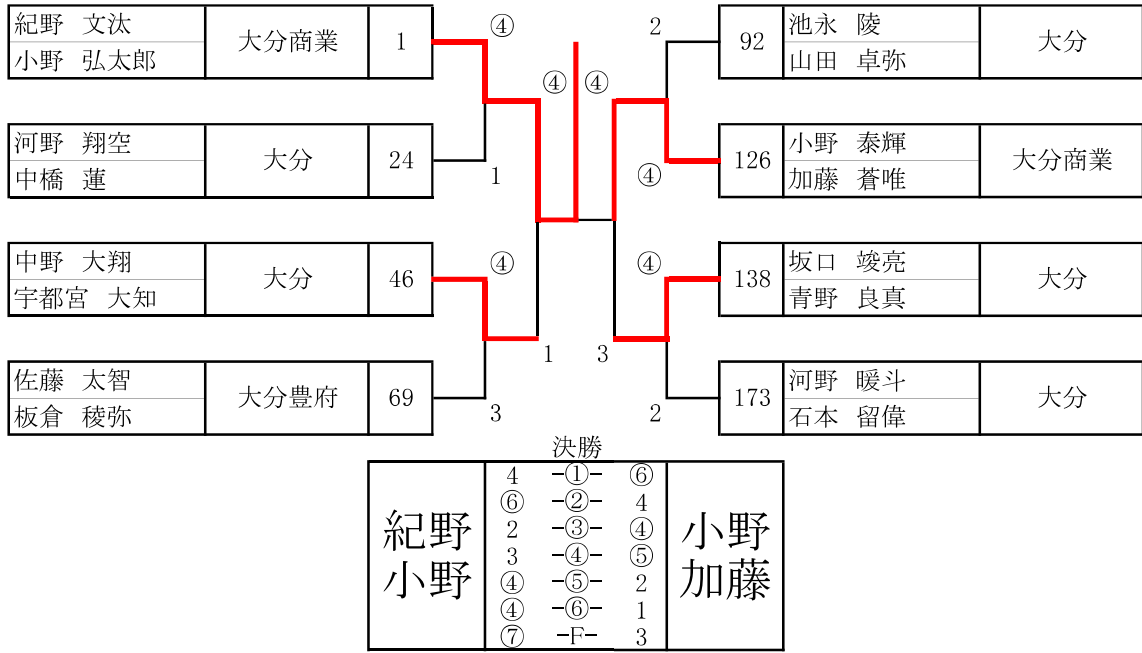 紀野 文汰
小野 弘太郎
大分商業
1
④
河野 翔空
中橋 蓮
大分
24
1
中野 大翔
宇都宮 大知
大分
46
④
佐藤 太智
板倉 稜弥
大分豊府
69
3
④
1
④
3
2
92
池永 陵
山田 卓弥
大分
④
126
小野 泰輝
加藤 蒼唯
大分商業
④
138
坂口 竣亮
青野 良真
大分
2
173
河野 暖斗
石本 留偉
大分
決勝
紀野
小野
4 -①- ⑥
⑥ -②- 4
2 -③- ④
3 -④- ⑤
④ -⑤- 2
④ -⑥- 1
⑦ -F- 3
小野
加藤